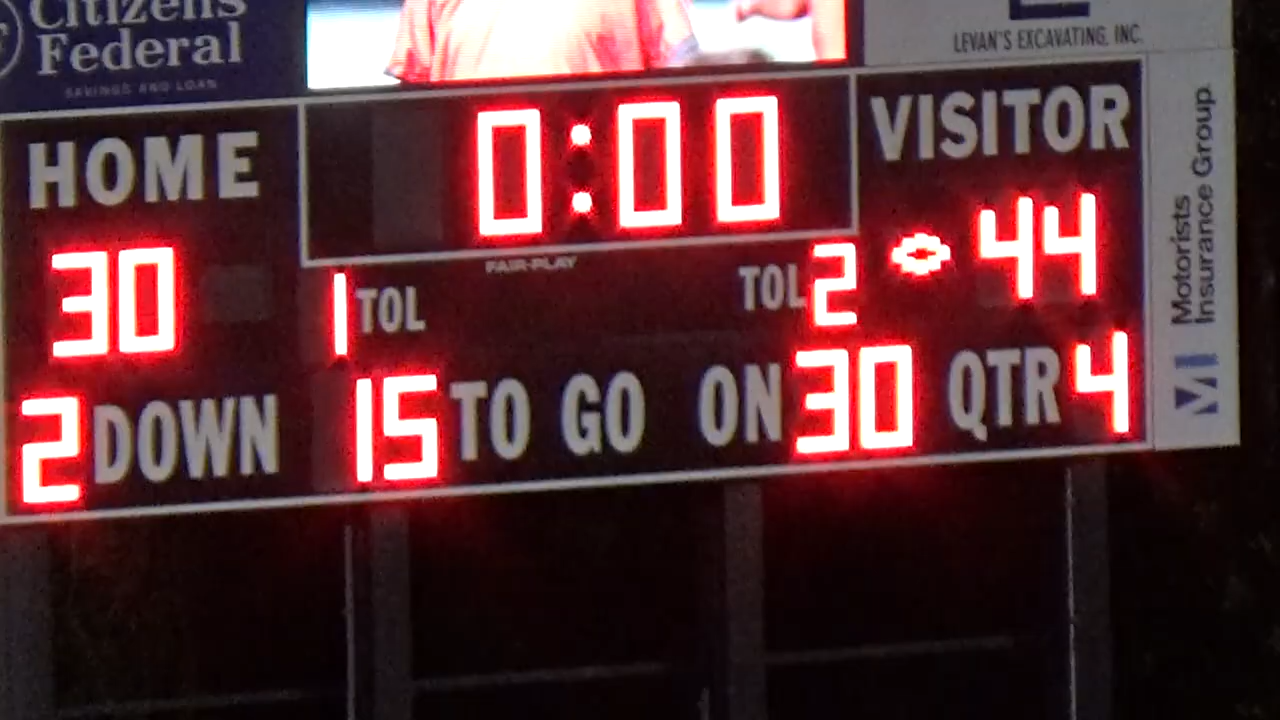 Citizens
Federal
SAVINGS AND LOAN
LEVAN'S EXCAVATING, INC.
HOME
0:00
VISITOR
30
1 TOL
FAIR-PLAY
TOL 2
44
2 DOWN
15 TO GO
ON 30
QTR 4
Motorists
Insurance Group.